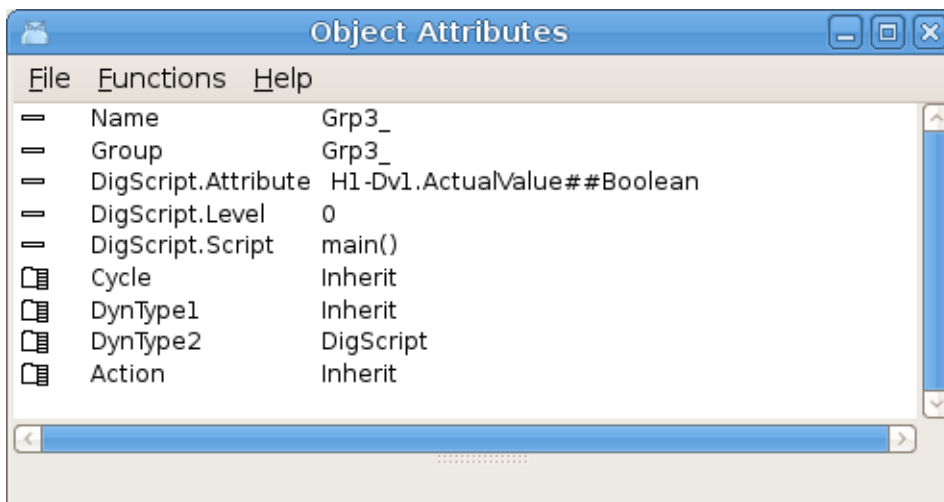 Object Attributes
File Functions Help
Name Grp3_
Group Grp3_
DigScript.Attribute H1-Dv1.ActualValue##Boolean
DigScript.Level 0
DigScript.Script main()
Cycle Inherit
DynType1 Inherit
DynType2 DigScript
Action Inherit